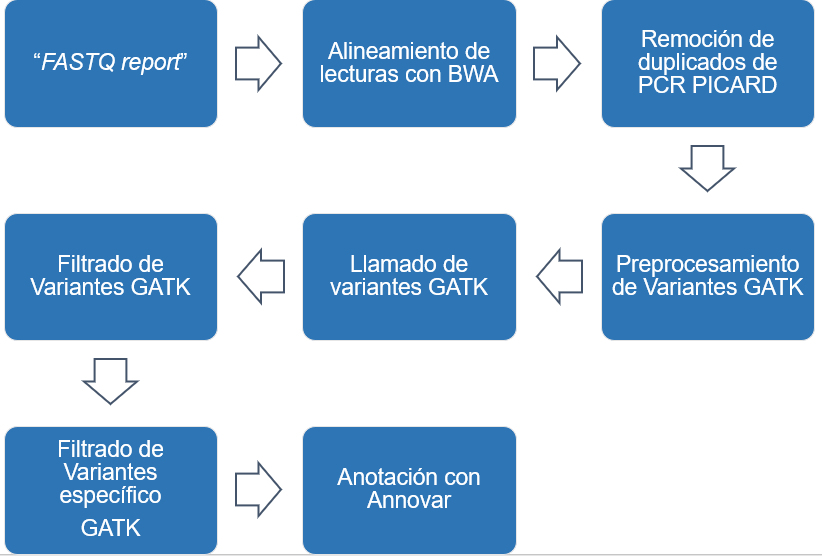 “FASTQ report”
Alineamiento de
lecturas con BWA
Remoción de
duplicados de
PCR PICARD
Preprocesamiento
de Variantes GATK
Llamado de
variantes GATK
Filtrado de
Variantes GATK
Filtrado de
Variantes
específico
GATK
Anotación con
Annovar